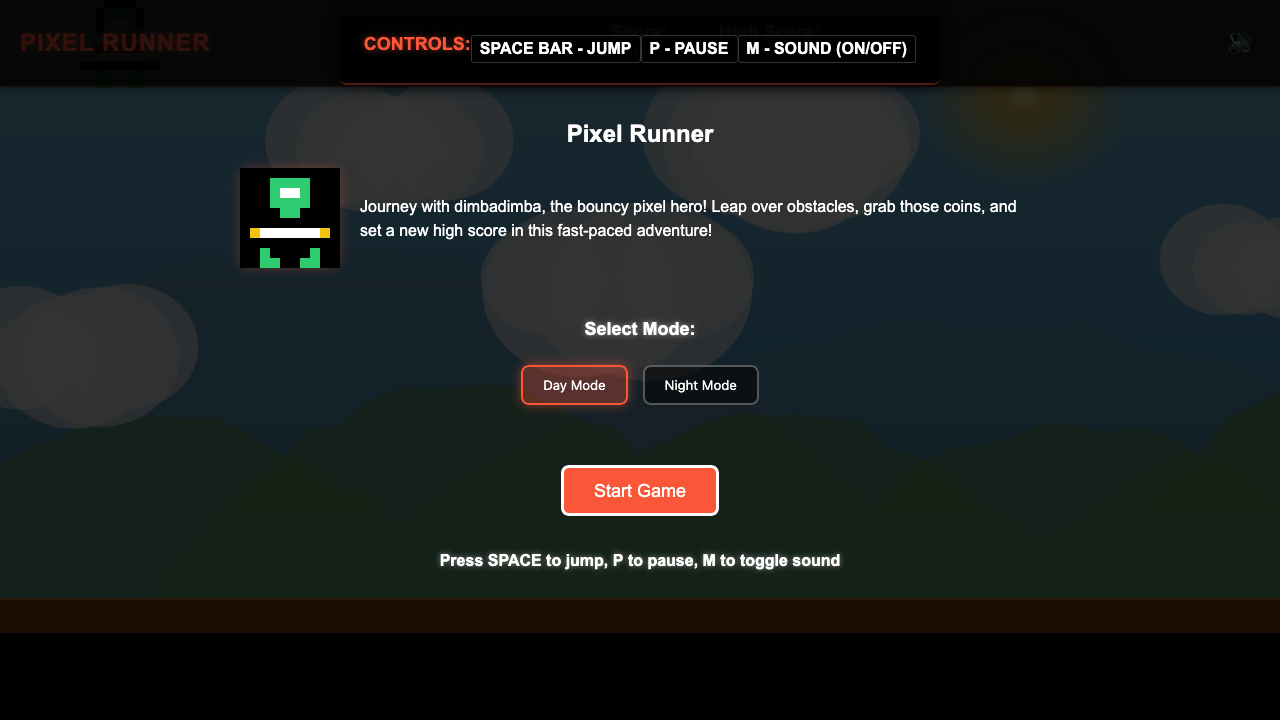 PIXEL RUNNER
Score:
High Score:
CONTROLS: SPACE BAR - JUMP P - PAUSE M - SOUND (ON/OFF)
Pixel Runner
Journey with dimbadimba, the bouncy pixel hero! Leap over obstacles, grab those coins, and
set a new high score in this fast-paced adventure!
Select Mode:
Day Mode
Night Mode
Start Game
Press SPACE to jump, P to pause, M to toggle sound